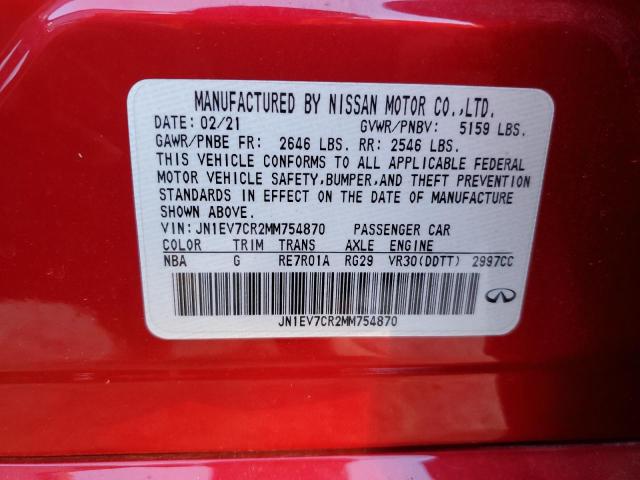 MANUFACTURED BY NISSAN MOTOR CO.,LTD.
DATE: 02/21 GVWR/PNBV: 5159 LBS.
GAWR/PNBE FR: 2646 LBS. RR: 2546 LBS.
THIS VEHICLE CONFORMS TO ALL APPLICABLE FEDERAL
MOTOR VEHICLE SAFETY,BUMPER,AND THEFT PREVENTION
STANDARDS IN EFFECT ON THE DATE OF MANUFACTURE
SHOWN ABOVE.
VIN: JN1EV7CR2MM754870 PASSENGER CAR
COLOR TRIM TRANS AXLE ENGINE
NBA G RE7R01A RG29 VR30(DDTT) 2997CC
JN1EV7CR2MM754870